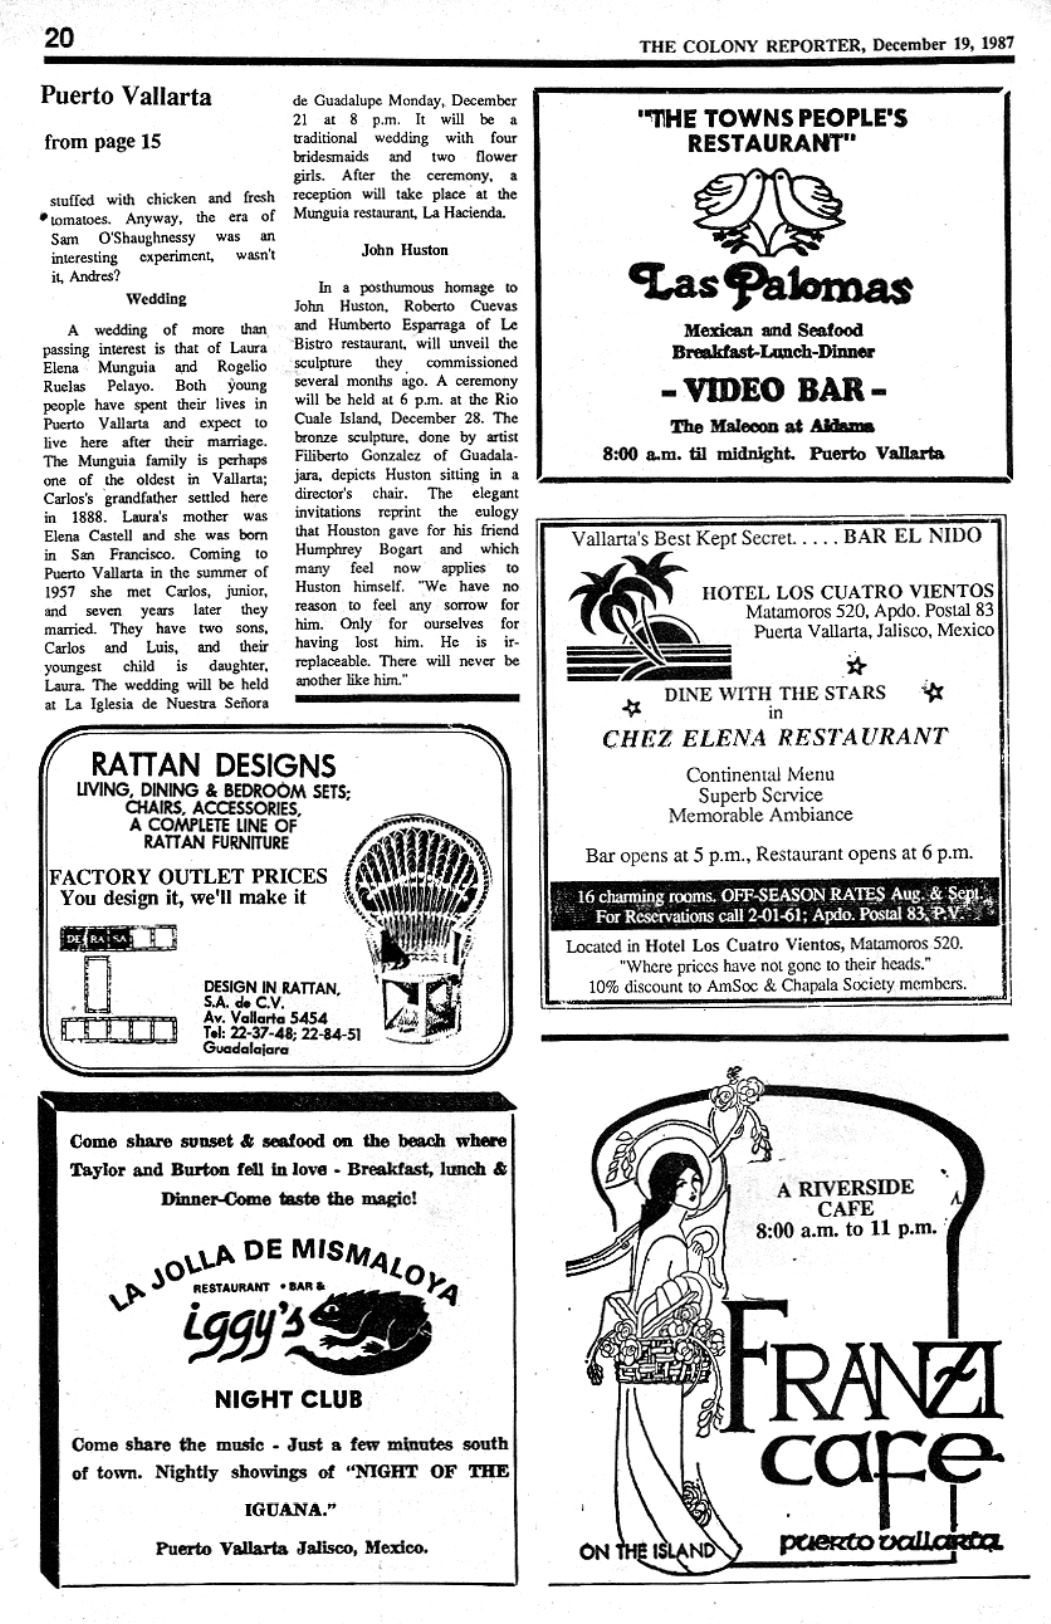 20
THE COLONY REPORTER, December 19, 1987
Puerto Vallarta
from page 15
stuffed with chicken and fresh
tomatoes. Anyway, the era of
Sam O'Shaughnessy was an
interesting experiment, wasn't
it, Andres?
Wedding
A wedding of more than
passing interest is that of Laura
Elena Munguia and Rogelio
Ruelas Pelayo. Both young
people have spent their lives in
Puerto Vallarta and expect to
live here after their marriage.
The Munguia family is perhaps
one of the oldest in Vallarta;
Carlos's grandfather settled here
in 1888. Laura's mother was
Elena Castell and she was born
in San Francisco. Coming to
Puerto Vallarta in the summer of
1957 she met Carlos, junior,
and seven years later they
married. They have two sons,
Carlos and Luis, and their
youngest child is daughter,
Laura. The wedding will be held
at La Iglesia de Nuestra Señora
de Guadalupe Monday, December
21 at 8 p.m. It will be a
traditional wedding with four
bridesmaids and two flower
girls. After the ceremony, a
reception will take place at the
Munguia restaurant, La Hacienda.
John Huston
In a posthumous homage to
John Huston, Roberto Cuevas
and Humberto Esparraga of Le
Bistro restaurant, will unveil the
sculpture they commissioned
several months ago. A ceremony
will be held at 6 p.m. at the Rio
Cuale Island, December 28. The
bronze sculpture, done by artist
Filiberto Gonzalez of Guadala-
jara, depicts Huston sitting in a
director's chair. The elegant
invitations reprint the eulogy
that Houston gave for his friend
Humphrey Bogart and which
many feel now applies to
Huston himself. "We have no
reason to feel any sorrow for
him. Only for ourselves for
having lost him. He is ir-
replaceable. There will never be
another like him."
"THE TOWNS PEOPLE'S
RESTAURANT"
Las Palomas
Mexican and Seafood
Breakfast-Lunch-Dinner
- VIDEO BAR -
The Malecon at Aldama
8:00 a.m. til midnight. Puerto Vallarta
Vallarta's Best Kept Secret. . . . . BAR EL NIDO
HOTEL LOS CUATRO VIENTOS
Matamoros 520, Apdo. Postal 83
Puerta Vallarta, Jalisco, Mexico
DINE WITH THE STARS
in
CHEZ ELENA RESTAURANT
Continental Menu
Superb Service
Memorable Ambiance
Bar opens at 5 p.m., Restaurant opens at 6 p.m.
16 charming rooms. OFF-SEASON RATES Aug. & Sept.
For Reservations call 2-01-61; Apdo. Postal 83, P.V.
Located in Hotel Los Cuatro Vientos, Matamoros 520.
"Where prices have not gone to their heads."
10% discount to AmSoc & Chapala Society members.
RATTAN DESIGNS
LIVING, DINING & BEDROOM SETS;
CHAIRS, ACCESSORIES,
A COMPLETE LINE OF
RATTAN FURNITURE
FACTORY OUTLET PRICES
You design it, we'll make it
DE RA SA
DESIGN IN RATTAN,
S.A. de C.V.
Av. Vallarta 5454
Tel: 22-37-48; 22-84-51
Guadalajara
Come share sunset & seafood on the beach where
Taylor and Burton fell in love - Breakfast, lunch &
Dinner-Come taste the magic!
LA JOLLA DE MISMALOYA
RESTAURANT • BAR &
iggy's
NIGHT CLUB
Come share the music - Just a few minutes south
of town. Nightly showings of "NIGHT OF THE
IGUANA."
Puerto Vallarta Jalisco, Mexico.
A RIVERSIDE
CAFE
8:00 a.m. to 11 p.m.
FRANZI
cafe
ON THE ISLAND
puerto vallarta